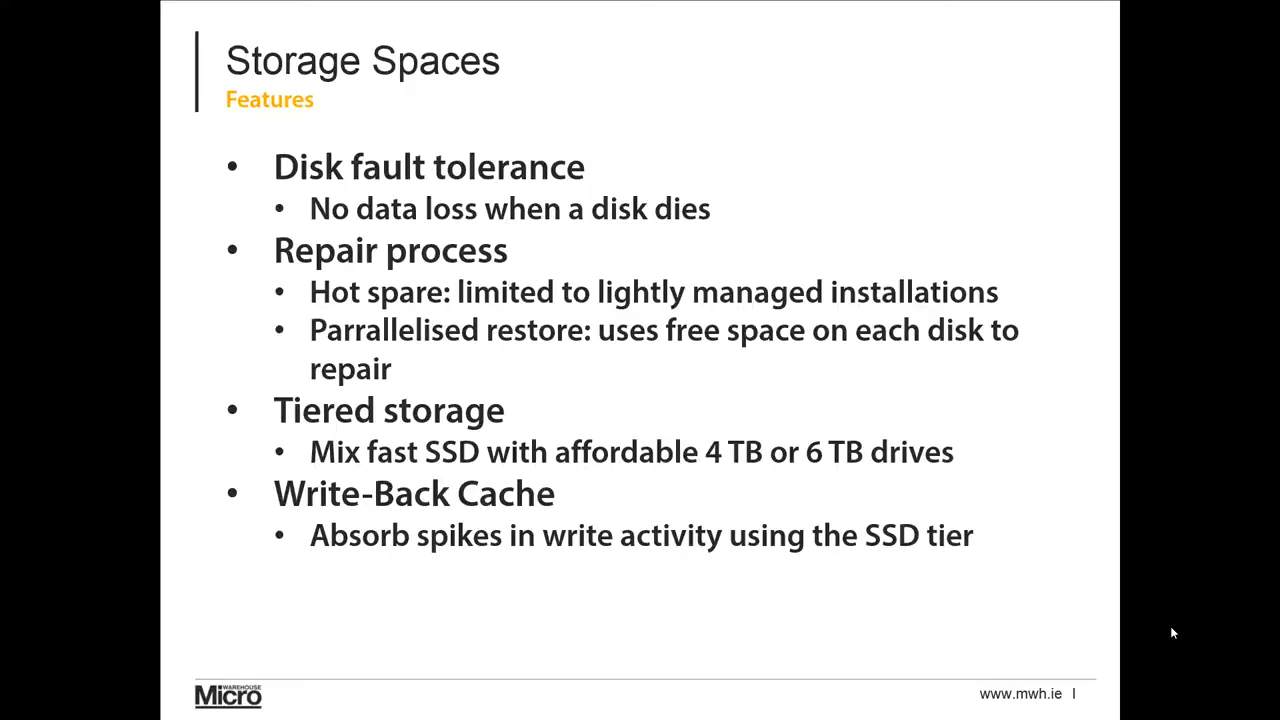 Storage Spaces
Features
• Disk fault tolerance
• No data loss when a disk dies
• Repair process
• Hot spare: limited to lightly managed installations
• Parrallelised restore: uses free space on each disk to
repair
• Tiered storage
• Mix fast SSD with affordable 4 TB or 6 TB drives
• Write-Back Cache
• Absorb spikes in write activity using the SSD tier
WAREHOUSE
Micro
www.mwh.ie |